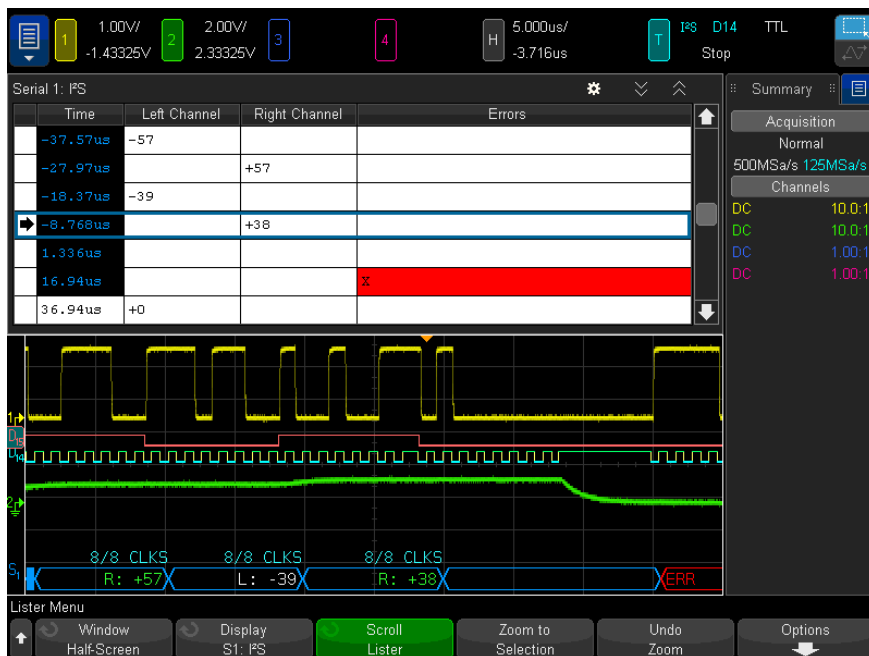 1 1.00V/ -1.43325V 2 2.00V/ 2.33325V 3 4 H 5.000us/ -3.716us T I²S D14 TTL Stop
Serial 1: I²S
Time Left Channel Right Channel Errors
-37.57us -57
-27.97us +57
-18.37us -39
-8.768us +38
1.336us
16.94us X
36.94us +0
Summary
Acquisition
Normal
500MSa/s 125MSa/s
Channels
DC 10.0:1
DC 10.0:1
DC 1.00:1
DC 1.00:1
1
D15
D14
2
8/8 CLKS 8/8 CLKS 8/8 CLKS
S1 R: +57 L: -39 R: +38 ERR
Lister Menu
Window Half-Screen
Display S1: I²S
Scroll Lister
Zoom to Selection
Undo Zoom
Options